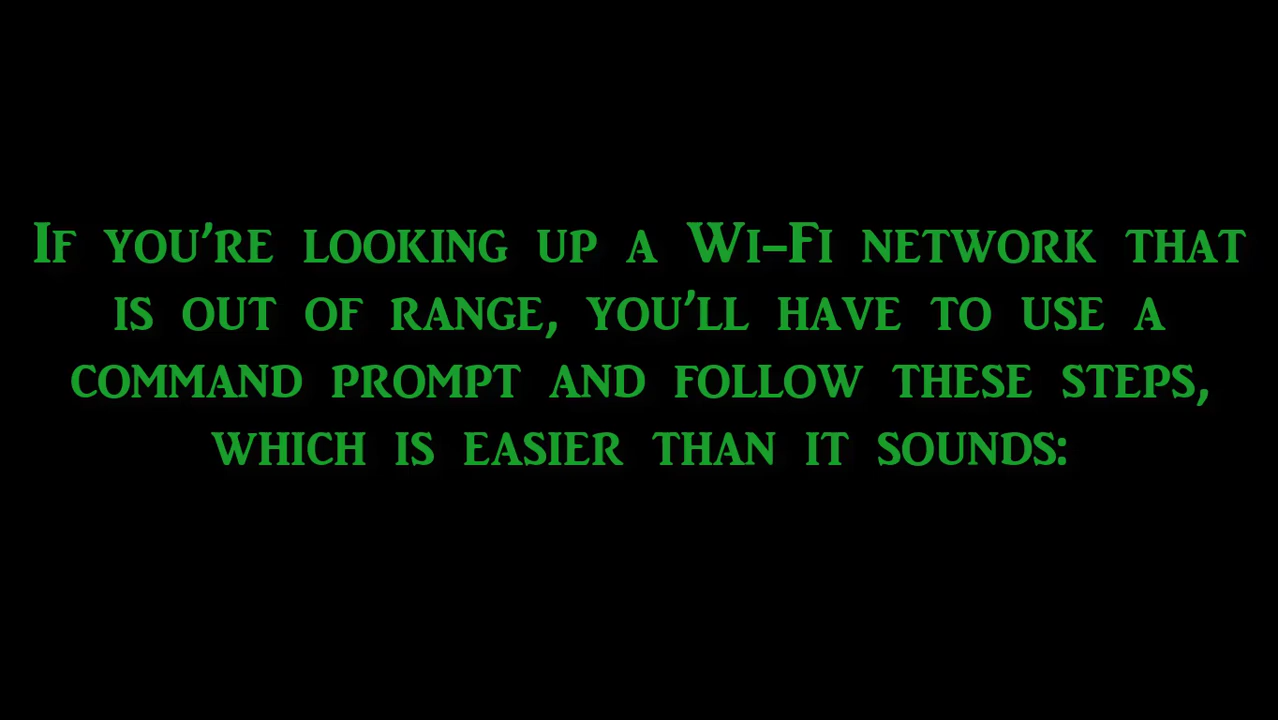 If you're looking up a Wi-Fi network that
is out of range, you'll have to use a
command prompt and follow these steps,
which is easier than it sounds: